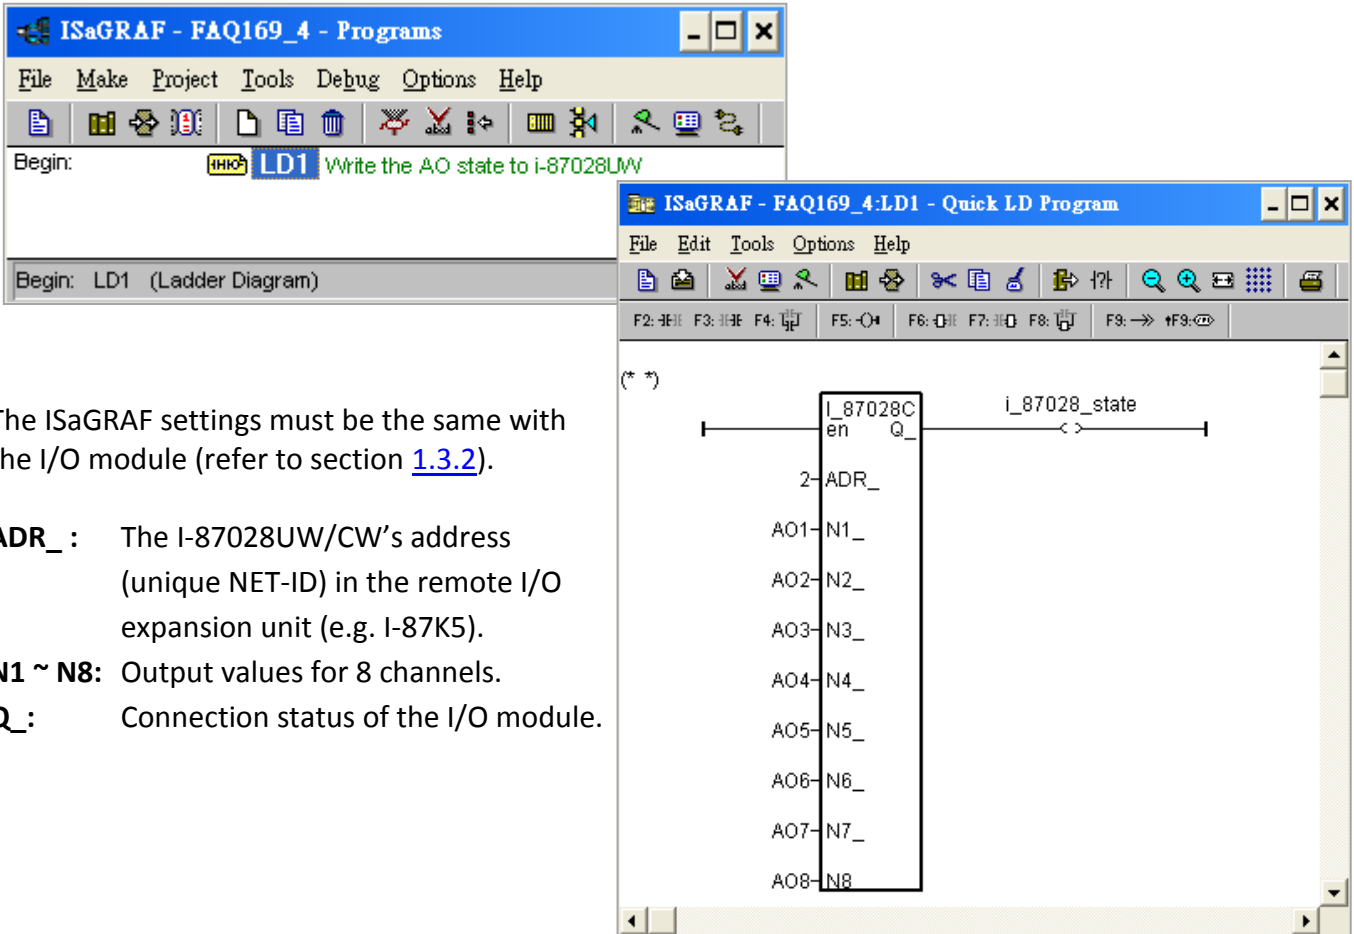 ISaGRAF - FAQ169_4 - Programs
File Make Project Tools Debug Options Help
Begin: LD1 Write the AO state to i-87028UW
Begin: LD1 (Ladder Diagram)
The ISaGRAF settings must be the same with
the I/O module (refer to section 1.3.2).
ADR_ : The I-87028UW/CW’s address
(unique NET-ID) in the remote I/O
expansion unit (e.g. I-87K5).
N1 ~ N8: Output values for 8 channels.
Q_: Connection status of the I/O module.
ISaGRAF - FAQ169_4:LD1 - Quick LD Program
File Edit Tools Options Help
F2: F3: F4: F5: F6: F7: F8: F9: F9:
(* *)
I_87028C
i_87028_state
en Q_
2 ADR_
AO1 N1_
AO2 N2_
AO3 N3_
AO4 N4_
AO5 N5_
AO6 N6_
AO7 N7_
AO8 N8